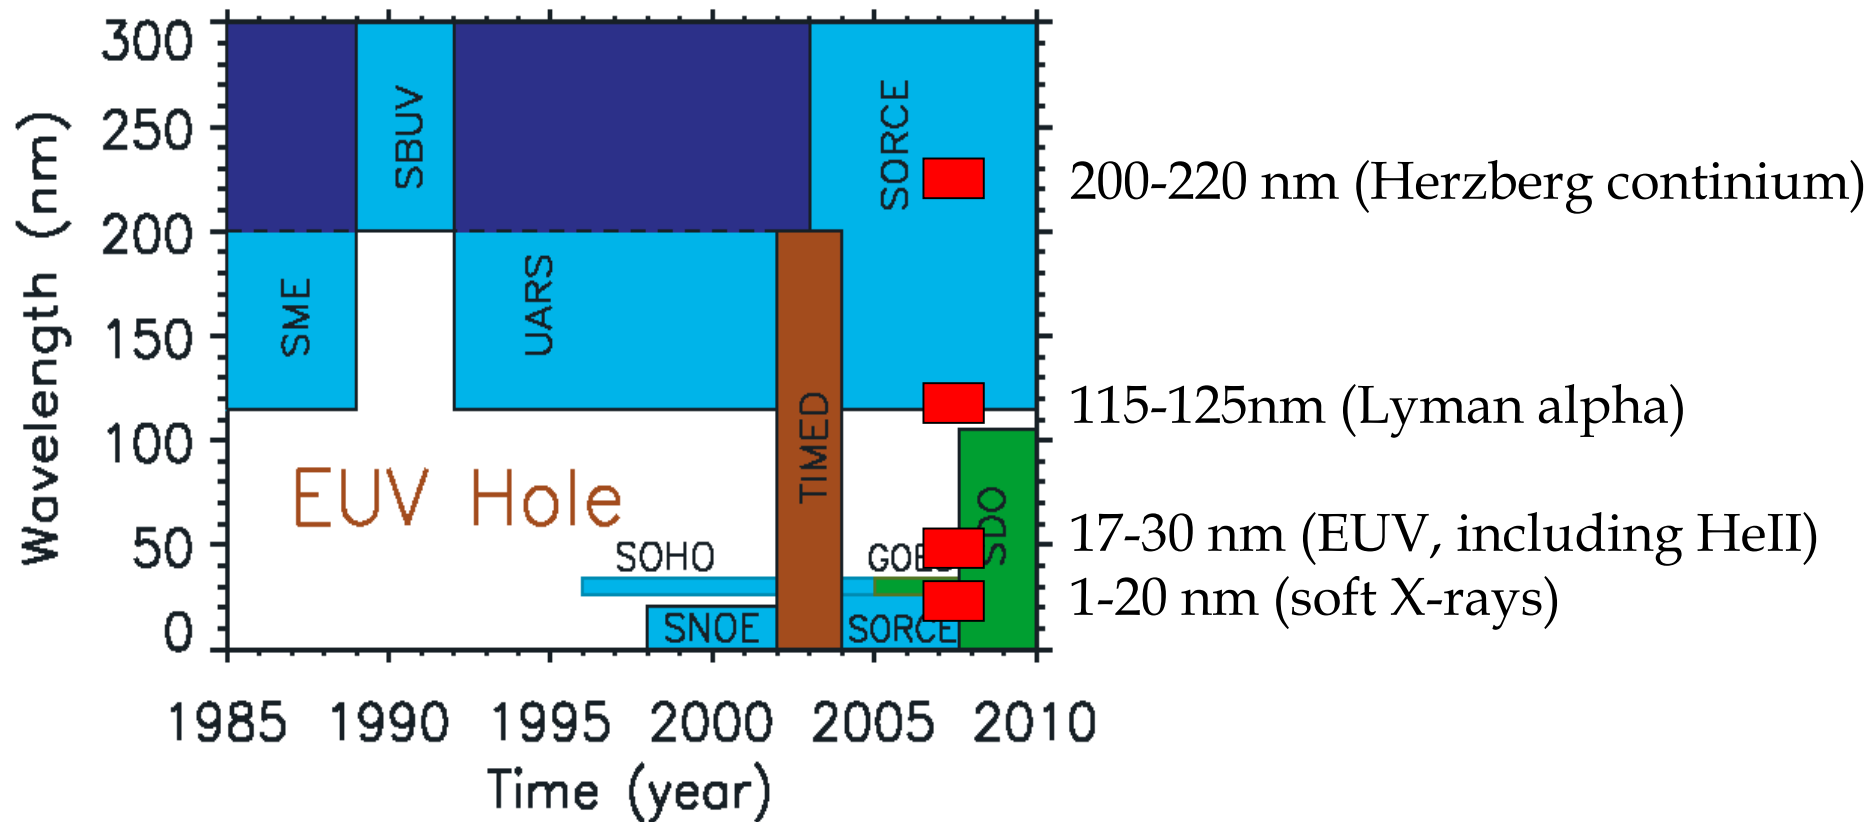 300
250
200
150
100
50
0
Wavelength (nm)
SBUV
SORCE
SME
UARS
TIMED
EUV Hole
SOHO
GOES
SDO
SNOE
SORCE
1985 1990 1995 2000 2005 2010
Time (year)
200-220 nm (Herzberg continium)
115-125nm (Lyman alpha)
17-30 nm (EUV, including HeII)
1-20 nm (soft X-rays)